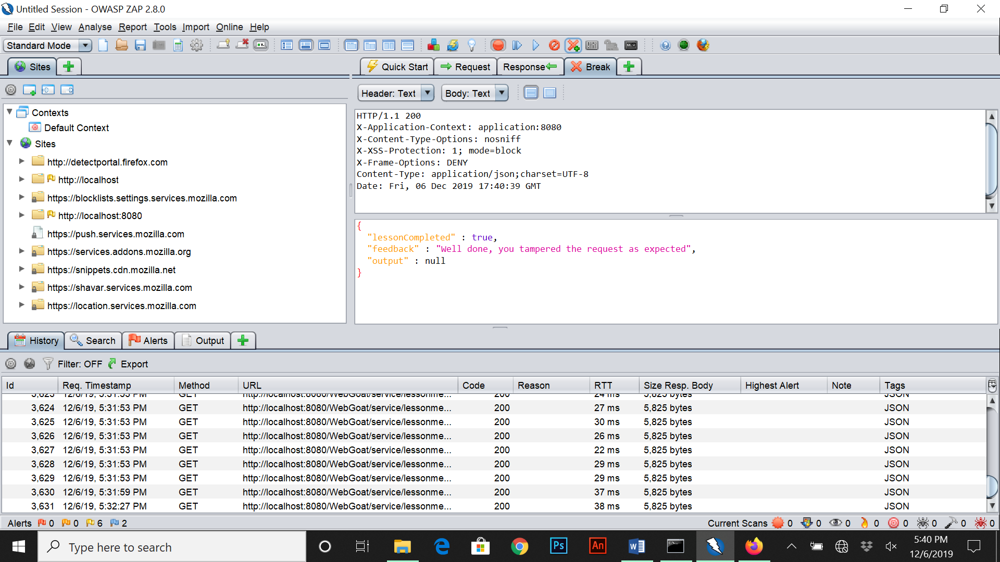 Untitled Session - OWASP ZAP 2.8.0
File Edit View Analyse Report Tools Import Online Help
Standard Mode
Sites
Quick Start Request Response Break
Header: Text Body: Text
Contexts
Default Context
Sites
http://detectportal.firefox.com
http://localhost
https://blocklists.settings.services.mozilla.com
http://localhost:8080
https://push.services.mozilla.com
https://services.addons.mozilla.org
https://snippets.cdn.mozilla.net
https://shavar.services.mozilla.com
https://location.services.mozilla.com
HTTP/1.1 200
X-Application-Context: application:8080
X-Content-Type-Options: nosniff
X-XSS-Protection: 1; mode=block
X-Frame-Options: DENY
Content-Type: application/json;charset=UTF-8
Date: Fri, 06 Dec 2019 17:40:39 GMT
{
"lessonCompleted" : true,
"feedback" : "Well done, you tampered the request as expected",
"output" : null
}
History Search Alerts Output
Filter: OFF Export
Id Req. Timestamp Method URL Code Reason RTT Size Resp. Body Highest Alert Note Tags
3,623 12/6/19, 5:31:53 PM GET http://localhost:8080/WebGoat/service/lessonme... 200 24 ms 5,825 bytes JSON
3,624 12/6/19, 5:31:53 PM GET http://localhost:8080/WebGoat/service/lessonme... 200 27 ms 5,825 bytes JSON
3,625 12/6/19, 5:31:53 PM GET http://localhost:8080/WebGoat/service/lessonme... 200 30 ms 5,825 bytes JSON
3,626 12/6/19, 5:31:53 PM GET http://localhost:8080/WebGoat/service/lessonme... 200 26 ms 5,825 bytes JSON
3,627 12/6/19, 5:31:53 PM GET http://localhost:8080/WebGoat/service/lessonme... 200 22 ms 5,825 bytes JSON
3,628 12/6/19, 5:31:53 PM GET http://localhost:8080/WebGoat/service/lessonme... 200 29 ms 5,825 bytes JSON
3,629 12/6/19, 5:31:53 PM GET http://localhost:8080/WebGoat/service/lessonme... 200 29 ms 5,825 bytes JSON
3,630 12/6/19, 5:31:59 PM GET http://localhost:8080/WebGoat/service/lessonme... 200 37 ms 5,825 bytes JSON
3,631 12/6/19, 5:32:27 PM GET http://localhost:8080/WebGoat/service/lessonme... 200 38 ms 5,825 bytes JSON
Alerts 0 0 6 2 Current Scans 0 0 0 0 0 0 0 0
Type here to search Ps An 5:40 PM
12/6/2019